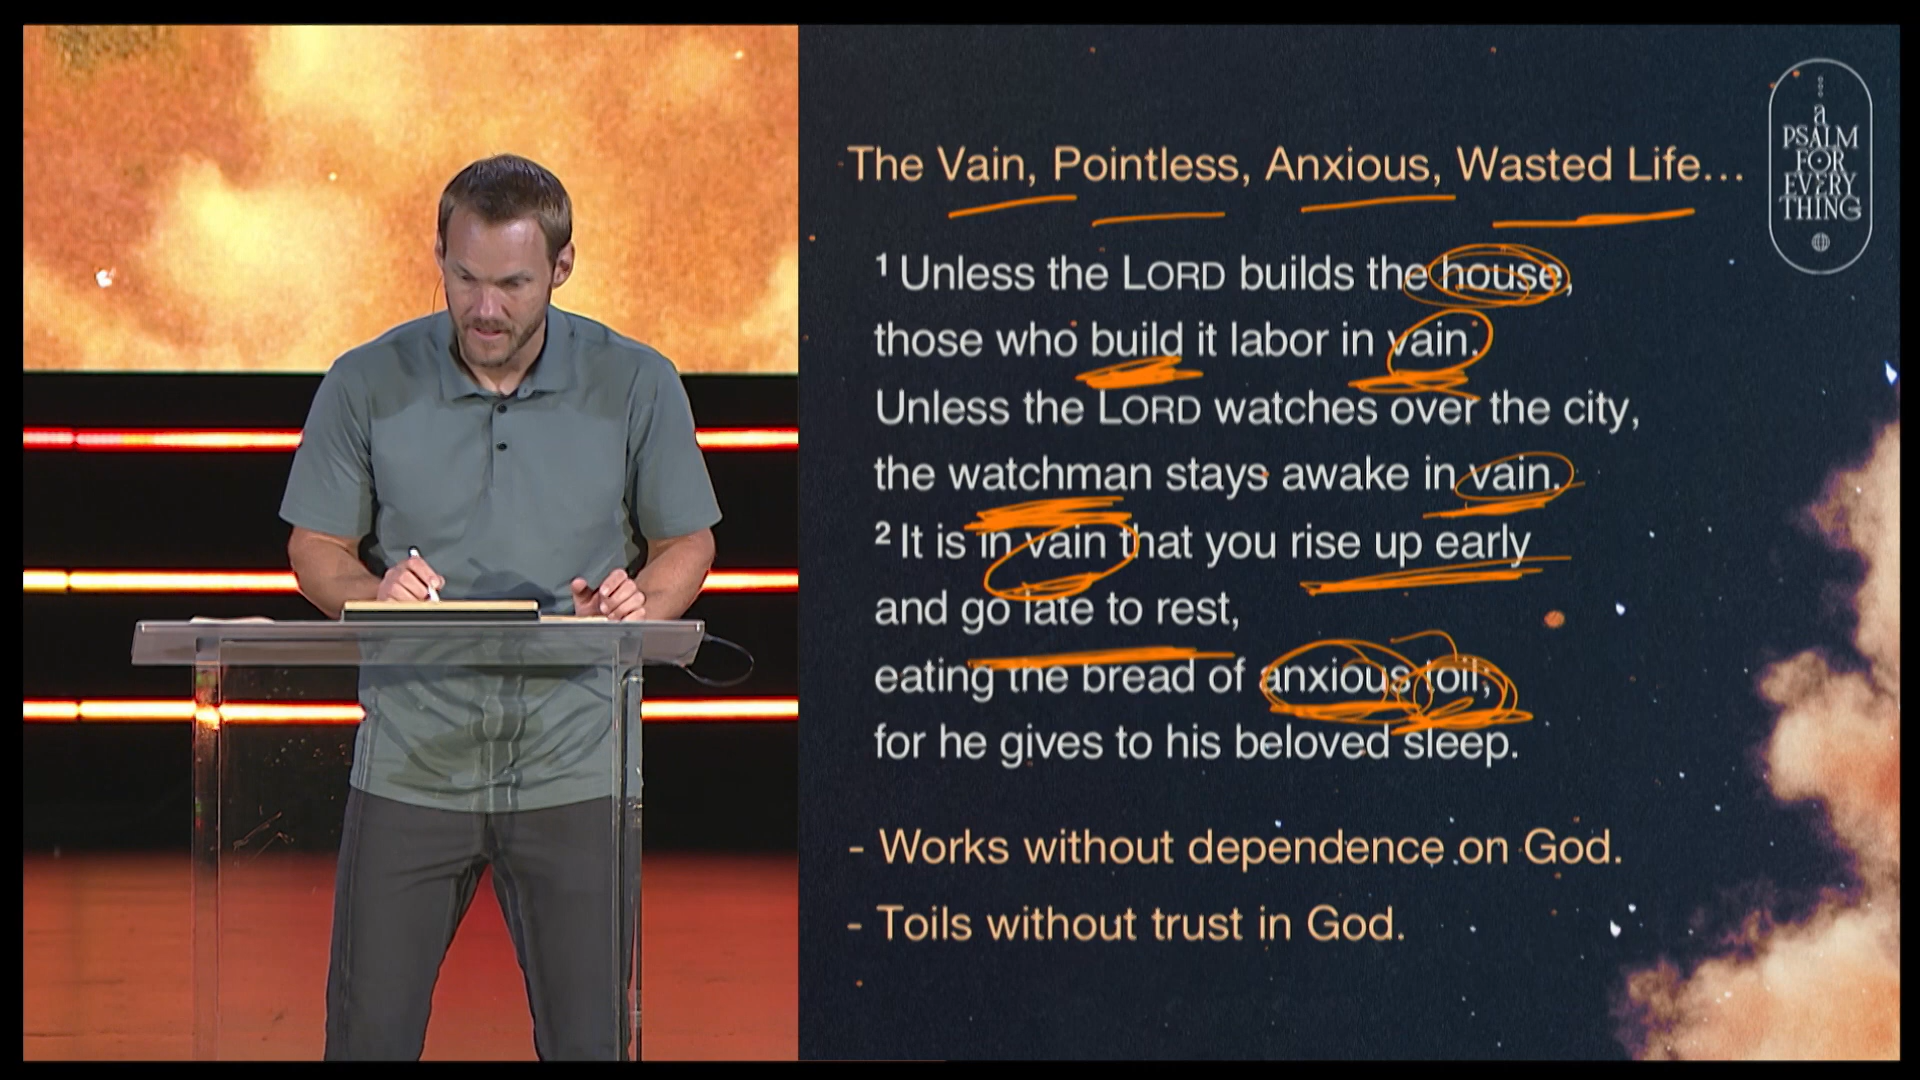 The Vain, Pointless, Anxious, Wasted Life...
a
PSALM
FOR
EVERY
THING
1 Unless the LORD builds the house,
those who build it labor in vain.
Unless the LORD watches over the city,
the watchman stays awake in vain.
2 It is in vain that you rise up early
and go late to rest,
eating the bread of anxious toil;
for he gives to his beloved sleep.
- Works without dependence on God.
- Toils without trust in God.